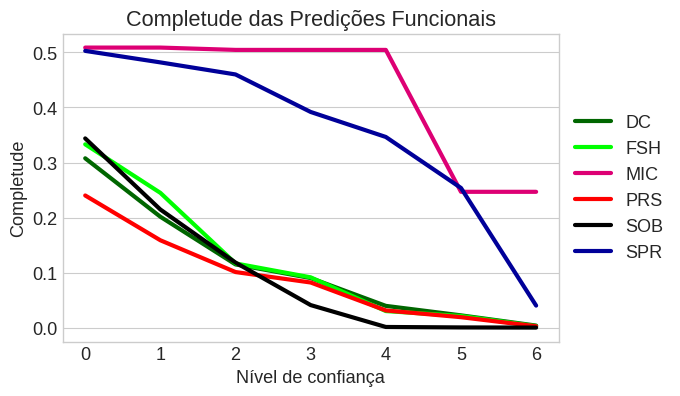 Completude das Predições Funcionais
Completude
0.5
0.4
0.3
0.2
0.1
0.0
0 1 2 3 4 5 6
Nível de confiança
DC
FSH
MIC
PRS
SOB
SPR